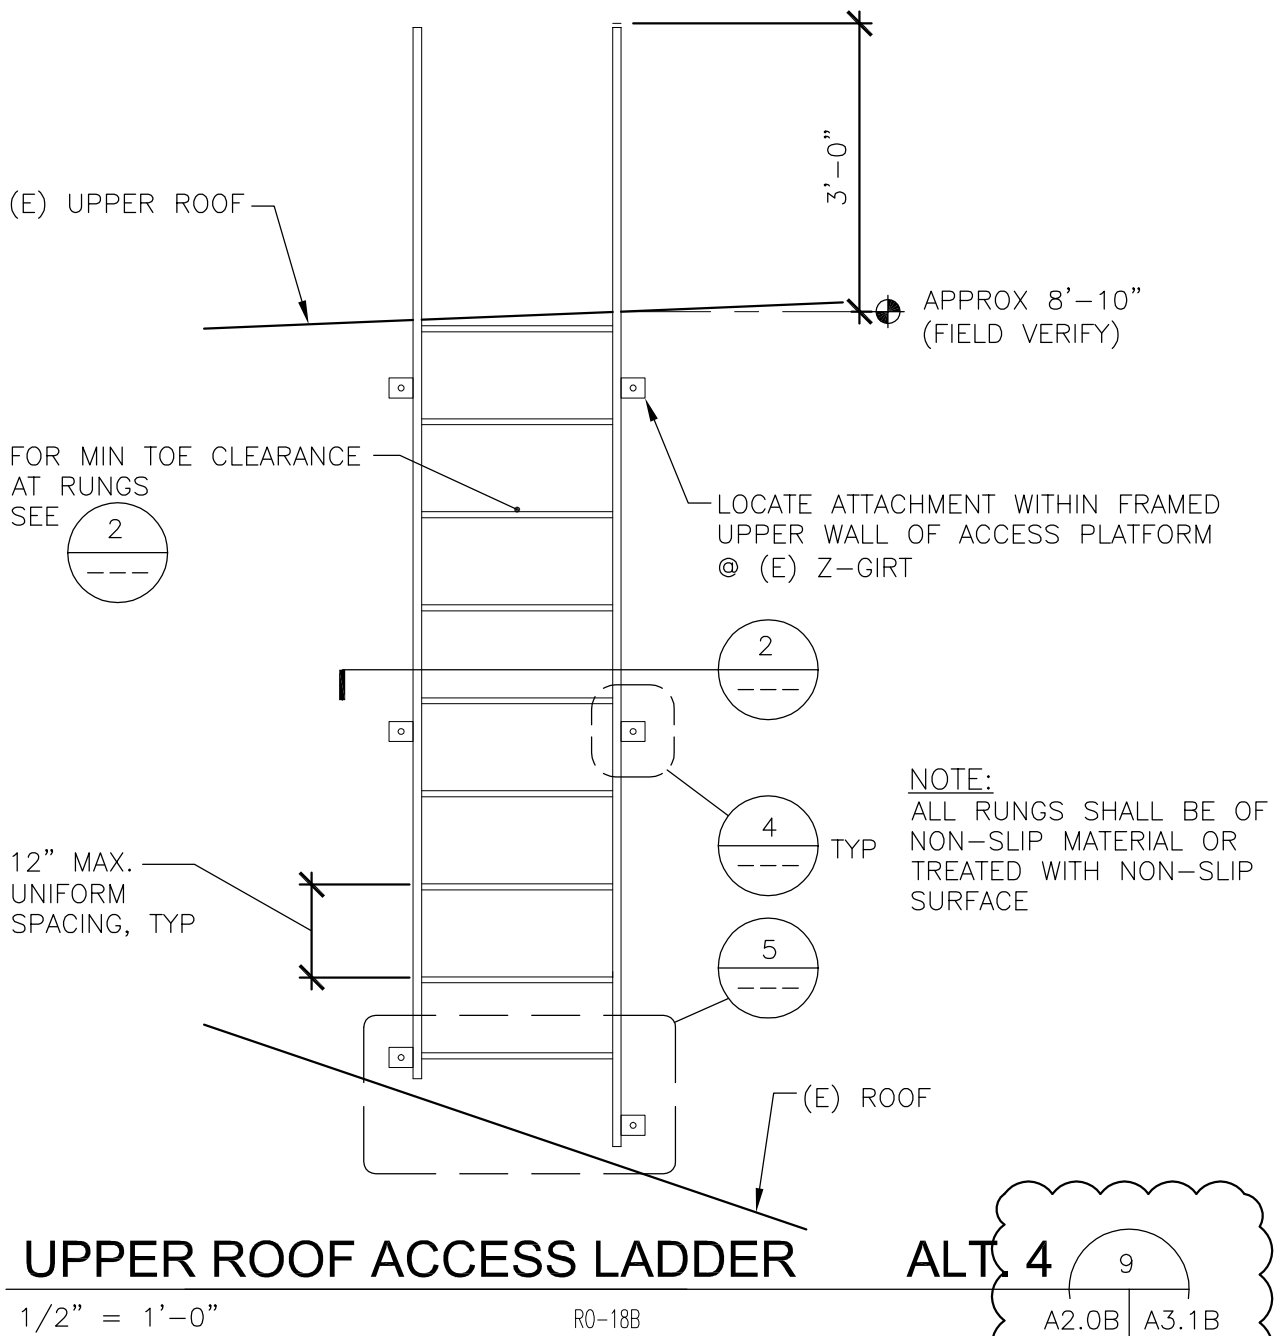 3'-0"
(E) UPPER ROOF
APPROX 8'-10"
(FIELD VERIFY)
FOR MIN TOE CLEARANCE
AT RUNGS
SEE
2
LOCATE ATTACHMENT WITHIN FRAMED
UPPER WALL OF ACCESS PLATFORM
@ (E) Z-GIRT
2
NOTE:
ALL RUNGS SHALL BE OF
NON-SLIP MATERIAL OR
TREATED WITH NON-SLIP
SURFACE
4
TYP
12" MAX.
UNIFORM
SPACING, TYP
5
(E) ROOF
UPPER ROOF ACCESS LADDER
ALT. 4
9
1/2" = 1'-0"
RO-18B
A2.0B
A3.1B